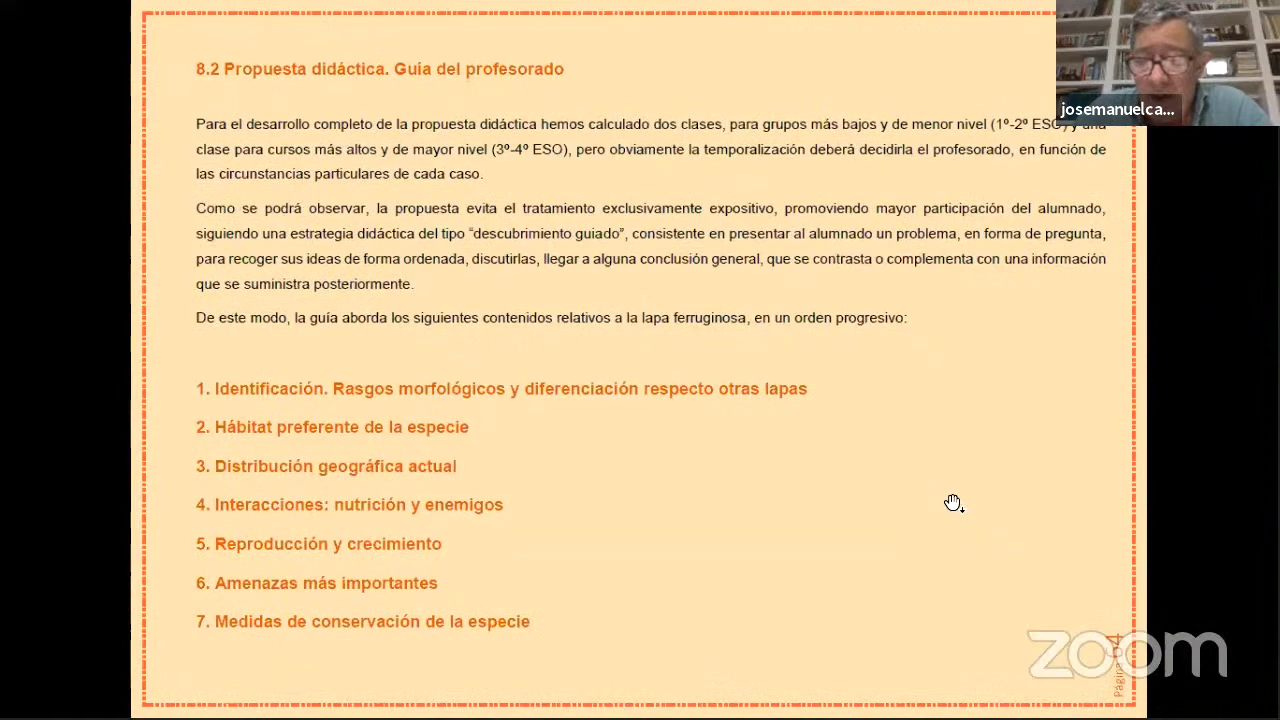 8.2 Propuesta didáctica. Guía del profesorado
josemanuelca...
Para el desarrollo completo de la propuesta didáctica hemos calculado dos clases, para grupos más bajos y de menor nivel (1º-2º ESO) y una
clase para cursos más altos y de mayor nivel (3º-4º ESO), pero obviamente la temporalización deberá decidirla el profesorado, en función de
las circunstancias particulares de cada caso.
Como se podrá observar, la propuesta evita el tratamiento exclusivamente expositivo, promoviendo mayor participación del alumnado,
siguiendo una estrategia didáctica del tipo “descubrimiento guiado”, consistente en presentar al alumnado un problema, en forma de pregunta,
para recoger sus ideas de forma ordenada, discutirlas, llegar a alguna conclusión general, que se contrasta o complementa con una información
que se suministra posteriormente.
De este modo, la guía aborda los siguientes contenidos relativos a la lapa ferruginosa, en un orden progresivo:
1. Identificación. Rasgos morfológicos y diferenciación respecto otras lapas
2. Hábitat preferente de la especie
3. Distribución geográfica actual
4. Interacciones: nutrición y enemigos
5. Reproducción y crecimiento
6. Amenazas más importantes
7. Medidas de conservación de la especie
Página
zoom